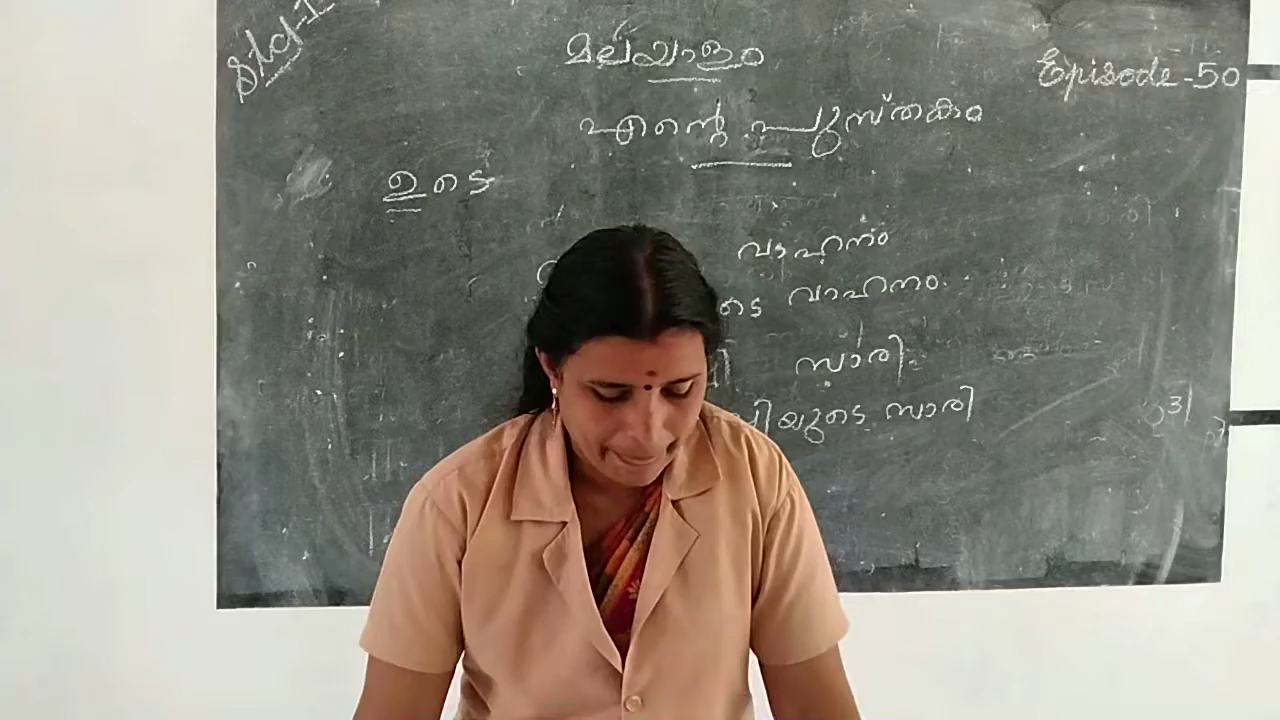 Std-I
മലയാളം
Episode-50
എന്റെ പുസ്തകം
ഉടെ
വാഹനം
ടെ വാഹനം
സാരി
യുടെ സാരി